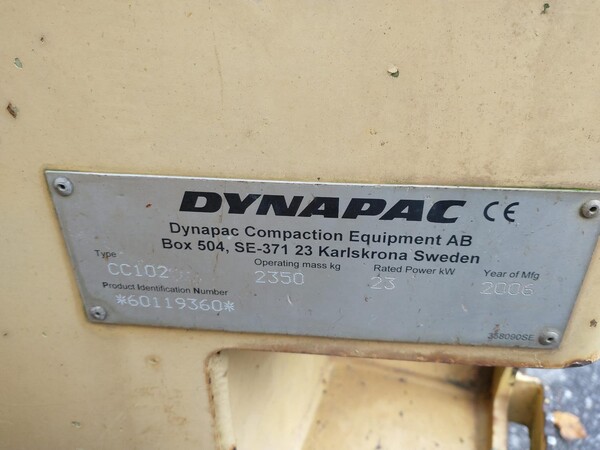 DYNAPAC CE
Dynapac Compaction Equipment AB
Box 504, SE-371 23 Karlskrona Sweden
Type Operating mass kg Rated Power kW Year of Mfg
CC102 2350 23 2006
Product Identification Number
*60119360*
358090SE